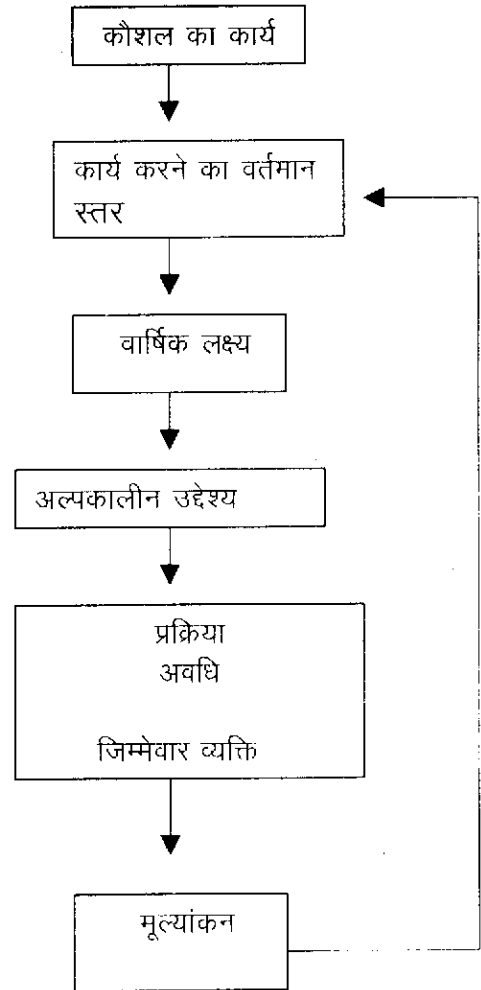 कौशल का कार्य
कार्य करने का वर्तमान
स्तर
वार्षिक लक्ष्य
अल्पकालीन उद्देश्य
प्रक्रिया
अवधि
जिम्मेवार व्यक्ति
मूल्यांकन